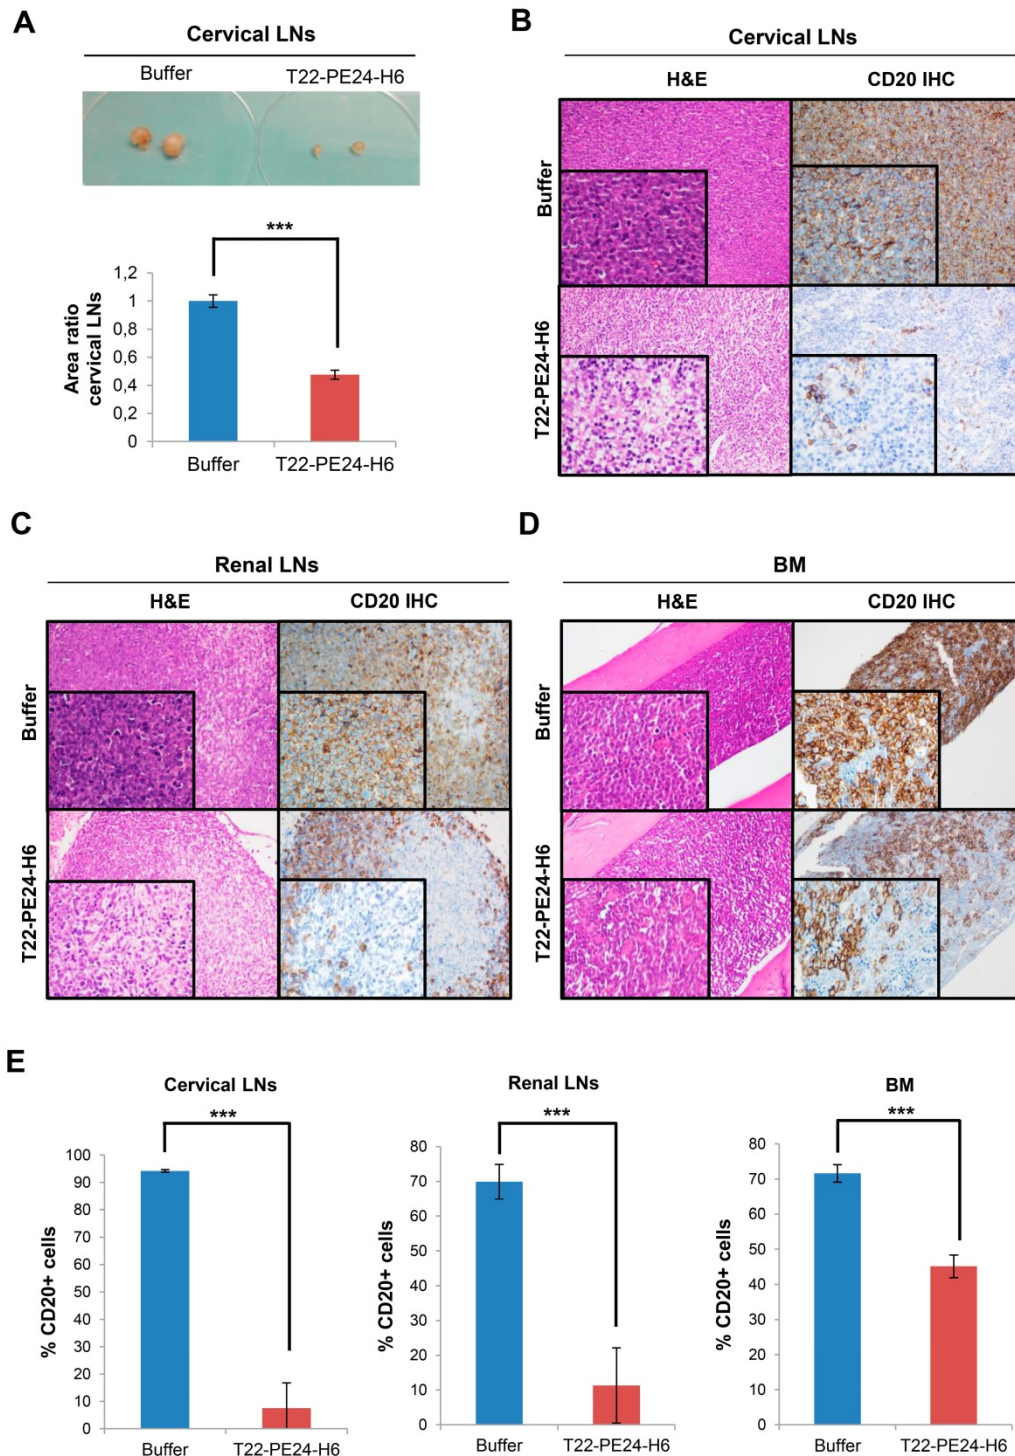 A
Cervical LNs
Buffer
T22-PE24-H6
***
Area ratio
cervical LNs
1,2
1
0,8
0,6
0,4
0,2
0
Buffer
T22-PE24-H6
B
Cervical LNs
H&E
CD20 IHC
Buffer
T22-PE24-H6
C
Renal LNs
H&E
CD20 IHC
Buffer
T22-PE24-H6
D
BM
H&E
CD20 IHC
Buffer
T22-PE24-H6
E
Cervical LNs
***
% CD20+ cells
100
90
80
70
60
50
40
30
20
10
0
Buffer
T22-PE24-H6
Renal LNs
***
% CD20+ cells
80
70
60
50
40
30
20
10
0
Buffer
T22-PE24-H6
BM
***
% CD20+ cells
80
70
60
50
40
30
20
10
0
Buffer
T22-PE24-H6